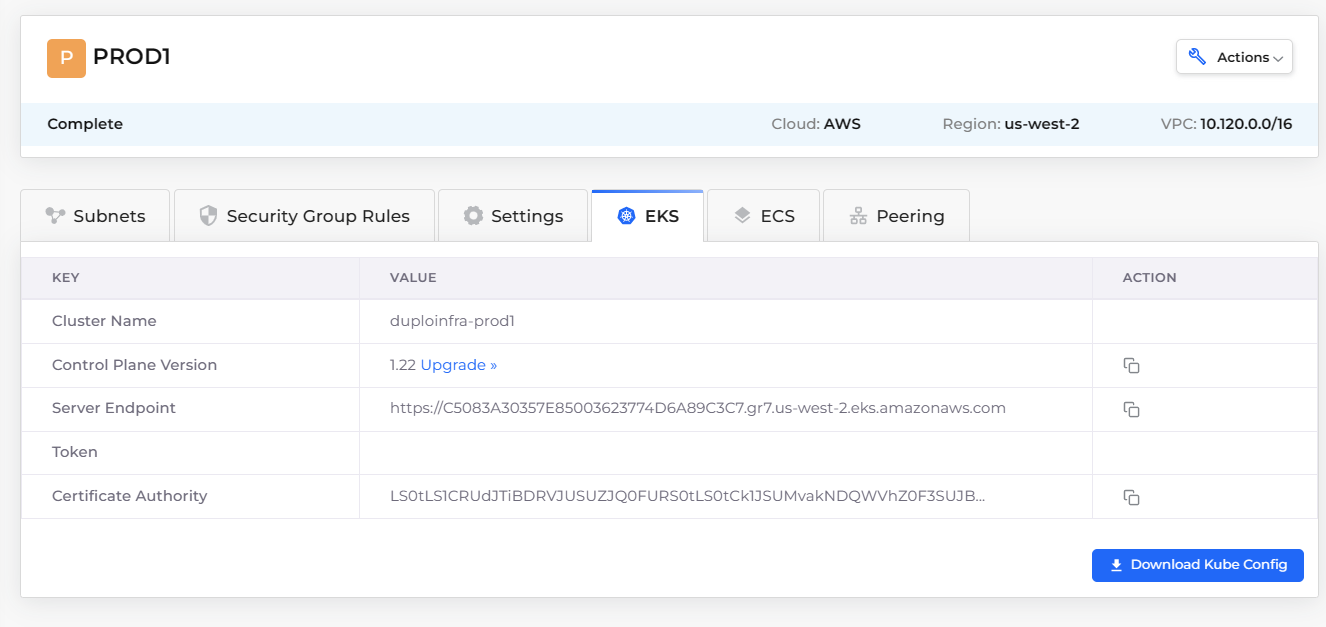 P PROD1
Actions
Complete Cloud: AWS Region: us-west-2 VPC: 10.120.0.0/16
Subnets Security Group Rules Settings EKS ECS Peering
KEY VALUE ACTION
Cluster Name duploinfra-prod1
Control Plane Version 1.22 Upgrade »
Server Endpoint https://C5083A30357E85003623774D6A89C3C7.gr7.us-west-2.eks.amazonaws.com
Token
Certificate Authority LS0tLS1CRUdJTiBDRVJUSUZJQ0FURS0tLS0tCk1JSUMvakNDQWVhZ0F3SUJB...
Download Kube Config